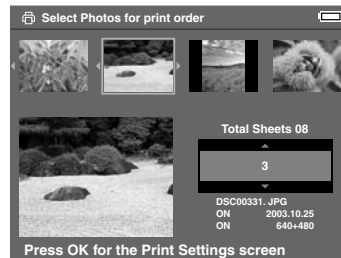 Select Photos for print order
Total Sheets 08
3
DSC00331. JPG
ON 2003.10.25
ON 640+480
Press OK for the Print Settings screen